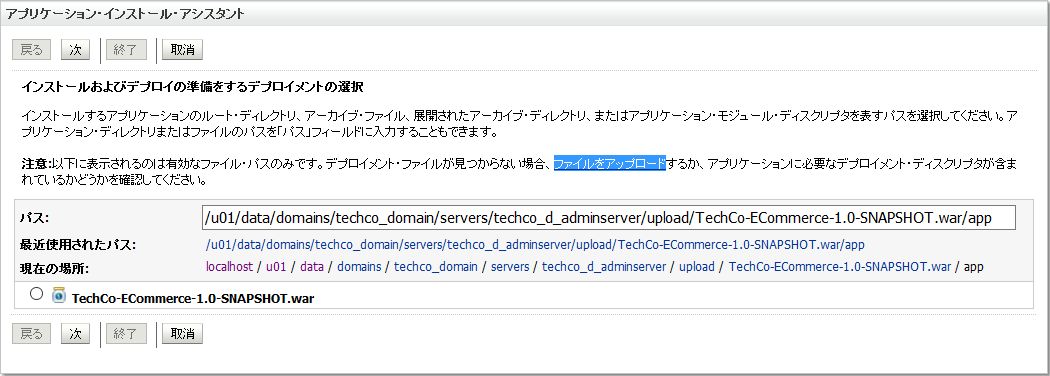 アプリケーション・インストール・アシスタント
戻る 次 終了 取消
インストールおよびデプロイの準備をするデプロイメントの選択
インストールするアプリケーションのルート・ディレクトリ、アーカイブ・ファイル、展開されたアーカイブ・ディレクトリ、またはアプリケーション・モジュール・ディスクリプタを表すパスを選択してください。ア
プリケーション・ディレクトリまたはファイルのパスを「パス」フィールドに入力することもできます。
注意:以下に表示されるのは有効なファイル・パスのみです。デプロイメント・ファイルが見つからない場合、ファイルをアップロードするか、アプリケーションに必要なデプロイメント・ディスクリプタが含ま
れているかどうかを確認してください。
パス: /u01/data/domains/techco_domain/servers/techco_d_adminserver/upload/TechCo-ECommerce-1.0-SNAPSHOT.war/app
最近使用されたパス: /u01/data/domains/techco_domain/servers/techco_d_adminserver/upload/TechCo-ECommerce-1.0-SNAPSHOT.war/app
現在の場所: localhost / u01 / data / domains / techco_domain / servers / techco_d_adminserver / upload / TechCo-ECommerce-1.0-SNAPSHOT.war / app
TechCo-ECommerce-1.0-SNAPSHOT.war
戻る 次 終了 取消